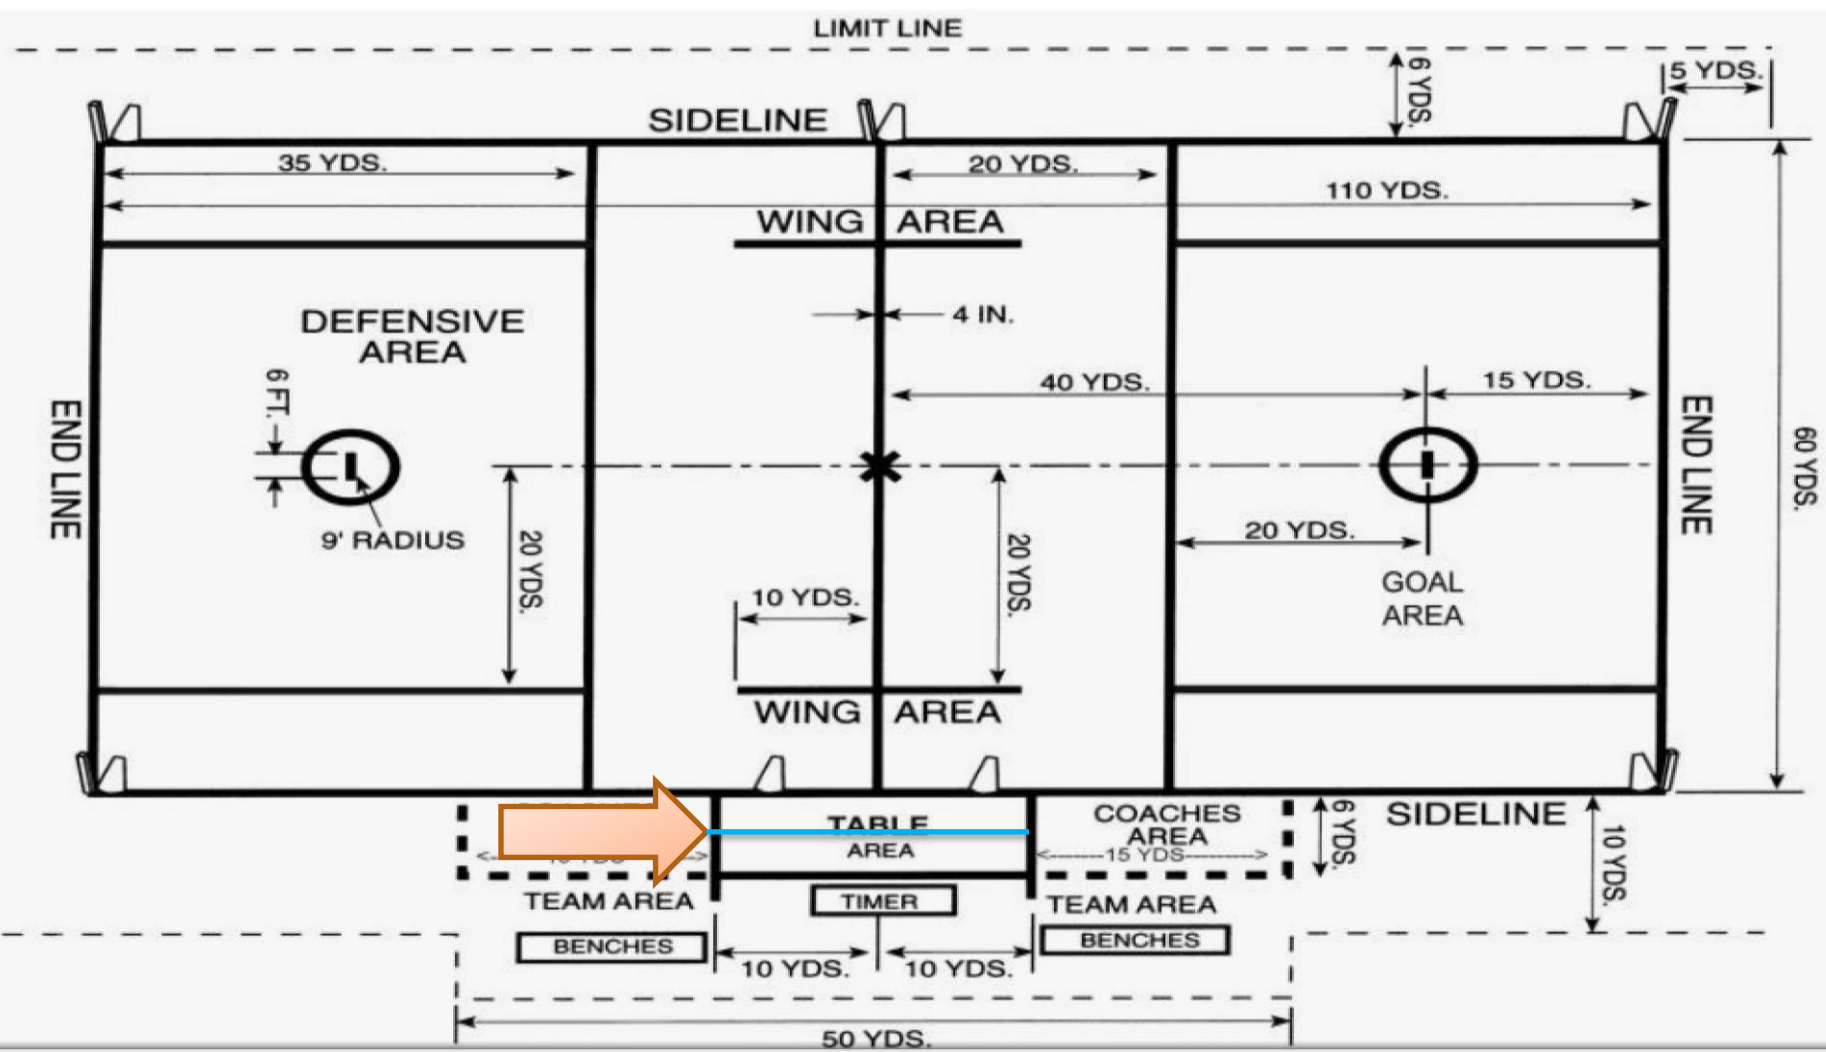 LIMIT LINE
6 YDS.
5 YDS.
SIDELINE
35 YDS.
20 YDS.
110 YDS.
WING AREA
DEFENSIVE
AREA
4 IN.
6 FT.
40 YDS.
15 YDS.
END LINE
END LINE
60 YDS.
9' RADIUS
20 YDS.
20 YDS.
20 YDS.
GOAL
AREA
10 YDS.
WING AREA
TABLE
AREA
COACHES
AREA
15 YDS
6 YDS.
SIDELINE
10 YDS.
TEAM AREA
TIMER
TEAM AREA
BENCHES
BENCHES
10 YDS.
10 YDS.
50 YDS.